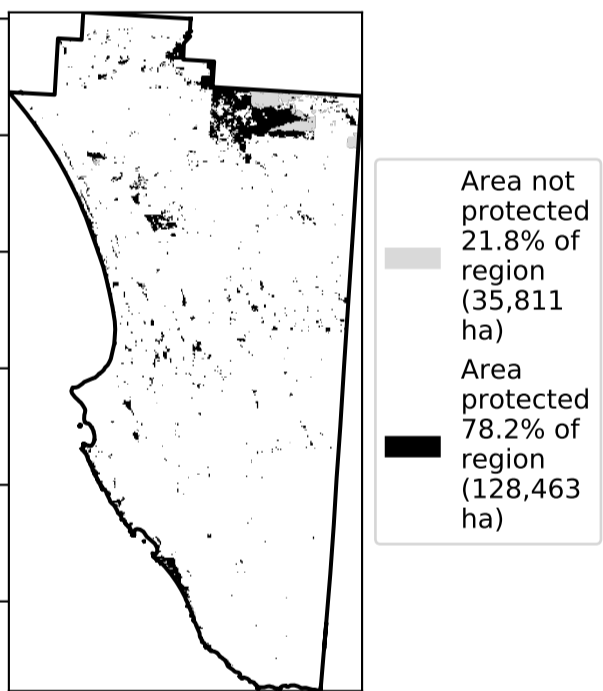 Area not
protected
21.8% of
region
(35,811
ha)
Area
protected
78.2% of
region
(128,463
ha)